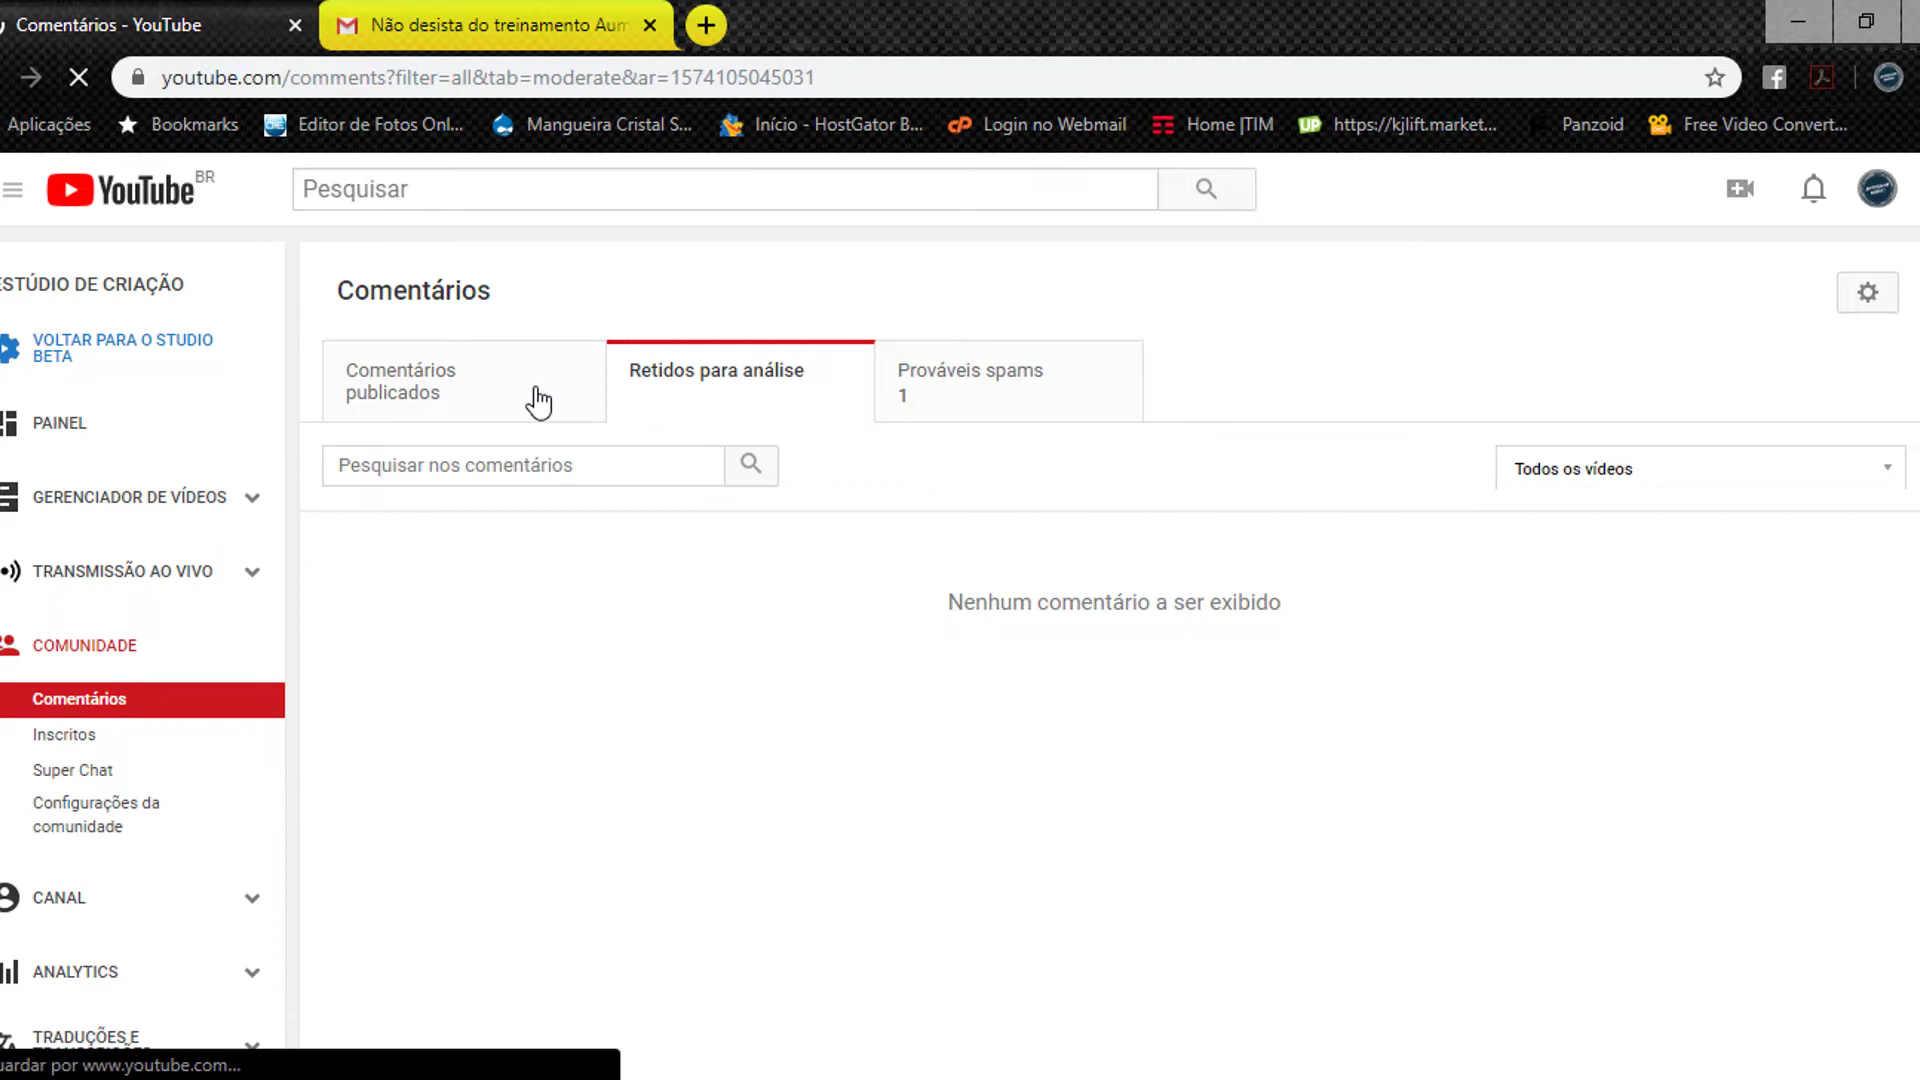 Comentários - YouTube
Não desista do treinamento Aum
youtube.com/comments?filter=all&tab=moderate&ar=1574105045031
Aplicações Bookmarks Editor de Fotos Onl... Mangueira Cristal S... Início - HostGator B... Login no Webmail Home |TIM https://kjlift.market... Panzoid Free Video Convert...
YouTube BR
Pesquisar
ESTÚDIO DE CRIAÇÃO
VOLTAR PARA O STUDIO
BETA
PAINEL
GERENCIADOR DE VÍDEOS
TRANSMISSÃO AO VIVO
COMUNIDADE
Comentários
Inscritos
Super Chat
Configurações da
comunidade
CANAL
ANALYTICS
TRADUÇÕES E
uardar por www.youtube.com...
Comentários
Comentários
publicados
Retidos para análise
Prováveis spams
1
Pesquisar nos comentários
Todos os vídeos
Nenhum comentário a ser exibido